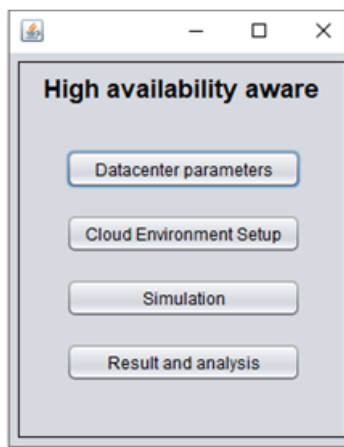 High availability aware
Datacenter parameters
Cloud Environment Setup
Simulation
Result and analysis